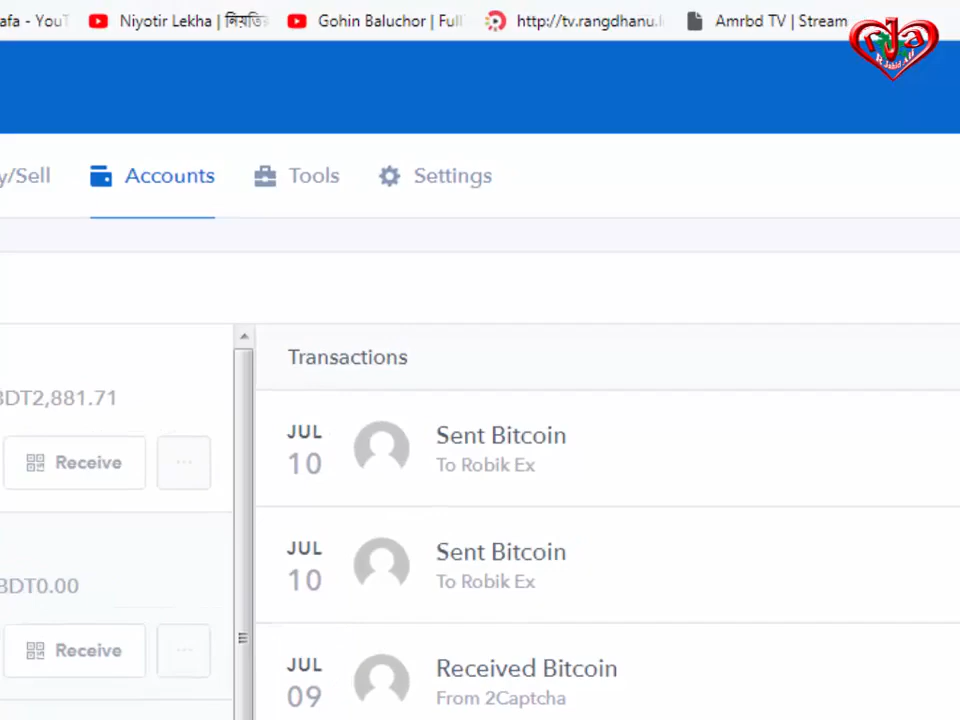 afa - YouT
Niyotir Lekha | নিয়তির
Gohin Baluchor | Full
http://tv.rangdhanu.l
Amrbd TV | Stream
rJa
y/Sell
Accounts
Tools
Settings
Transactions
BDT2,881.71
Receive
...
JUL
10
Sent Bitcoin
To Robik Ex
JUL
10
Sent Bitcoin
To Robik Ex
BDT0.00
Receive
...
JUL
09
Received Bitcoin
From 2Captcha